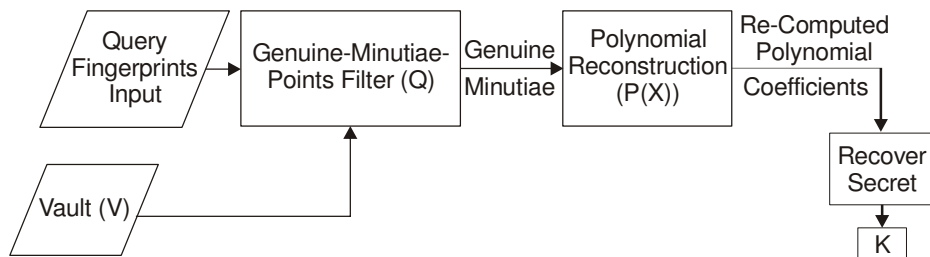 Query
Fingerprints
Input
Genuine-Minutiae-
Points Filter (Q)
Genuine
Minutiae
Polynomial
Reconstruction
(P(X))
Re-Computed
Polynomial
Coefficients
Vault (V)
Recover
Secret
K